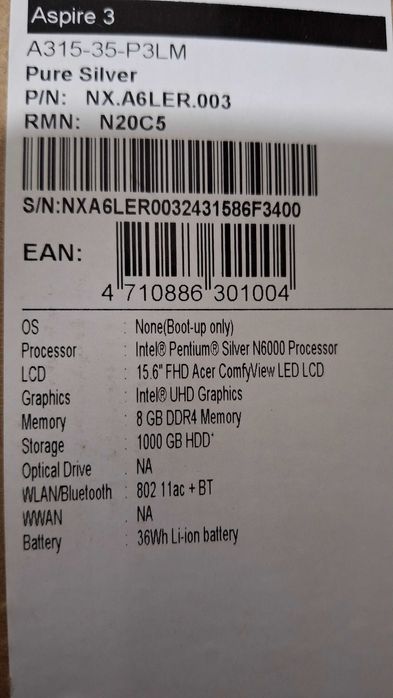 Aspire 3
A315-35-P3LM
Pure Silver
P/N: NX.A6LER.003
RMN: N20C5
S/N:NXA6LER0032431586F3400
EAN:
4 710886 301004
OS : None(Boot-up only)
Processor : Intel® Pentium® Silver N6000 Processor
LCD : 15.6" FHD Acer ComfyView LED LCD
Graphics : Intel® UHD Graphics
Memory : 8 GB DDR4 Memory
Storage : 1000 GB HDD*
Optical Drive : NA
WLAN/Bluetooth : 802 11ac + BT
WWAN : NA
Battery : 36Wh Li-ion battery